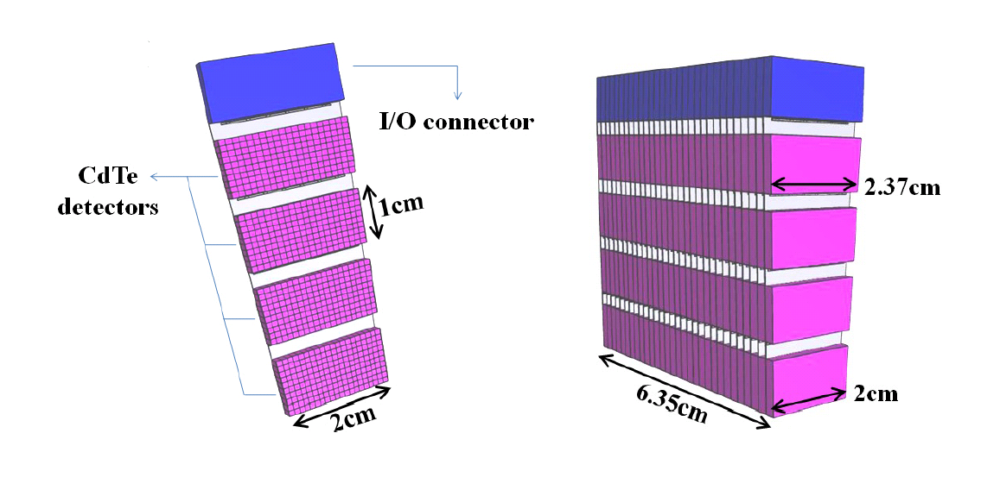 I/O connector
CdTe
detectors
1cm
2cm
2.37cm
6.35cm
2cm